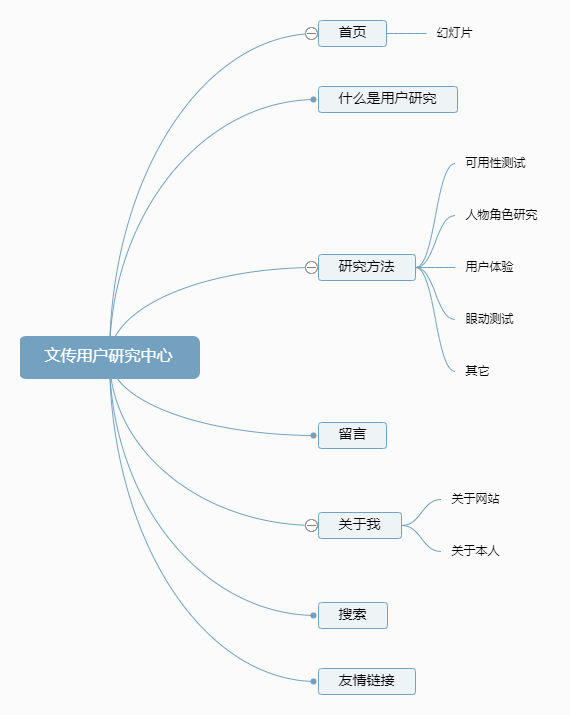 首页
幻灯片
什么是用户研究
可用性测试
人物角色研究
研究方法
用户体验
眼动测试
其它
文传用户研究中心
留言
关于网站
关于我
关于本人
搜索
友情链接